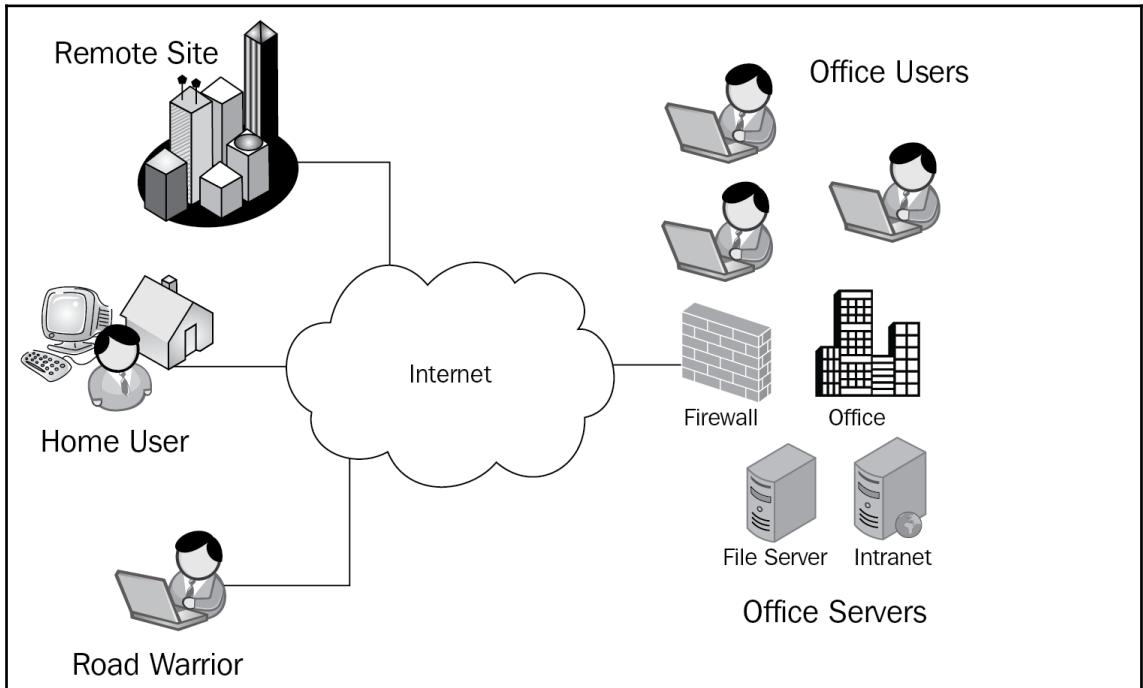 Remote Site
Office Users
Internet
Firewall
Office
Home User
File Server
Intranet
Office Servers
Road Warrior